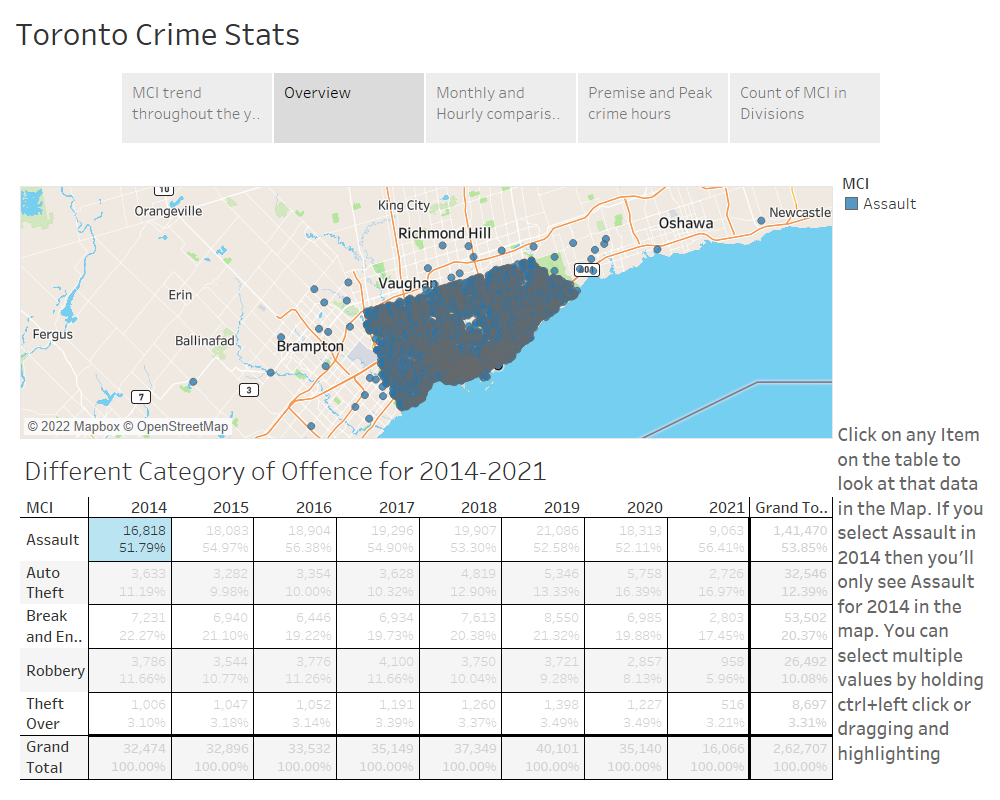 Toronto Crime Stats
MCI trend
throughout the y..
Overview
Monthly and
Hourly comparis..
Premise and Peak
crime hours
Count of MCI in
Divisions
10
Orangeville
King City
Richmond Hill
Oshawa
Newcastle
401
Vaughan
Erin
Fergus
Ballinafad
Brampton
7
3
© 2022 Mapbox © OpenStreetMap
MCI
Assault
Click on any Item
on the table to
look at that data
in the Map. If you
select Assault in
2014 then you'll
only see Assault
for 2014 in the
map. You can
select multiple
values by holding
ctrl+left click or
dragging and
highlighting
Different Category of Offence for 2014-2021
MCI 2014 2015 2016 2017 2018 2019 2020 2021 Grand To..
Assault 16,818 18,083 18,904 19,296 19,907 21,086 18,313 9,063 1,41,470
51.79% 54.97% 56.38% 54.90% 53.30% 52.58% 52.11% 56.41% 53.85%
Auto 3,633 3,282 3,354 3,628 4,819 5,346 5,758 2,726 32,546
Theft 11.19% 9.98% 10.00% 10.32% 12.90% 13.33% 16.39% 16.97% 12.39%
Break 7,231 6,940 6,446 6,934 7,613 8,550 6,985 2,803 53,502
and En.. 22.27% 21.10% 19.22% 19.73% 20.38% 21.32% 19.88% 17.45% 20.37%
Robbery 3,786 3,544 3,776 4,100 3,750 3,721 2,857 958 26,492
11.66% 10.77% 11.26% 11.66% 10.04% 9.28% 8.13% 5.96% 10.08%
Theft 1,006 1,047 1,052 1,191 1,260 1,398 1,227 516 8,697
Over 3.10% 3.18% 3.14% 3.39% 3.37% 3.49% 3.49% 3.21% 3.31%
Grand 32,474 32,896 33,532 35,149 37,349 40,101 35,140 16,066 2,62,707
Total 100.00% 100.00% 100.00% 100.00% 100.00% 100.00% 100.00% 100.00% 100.00%